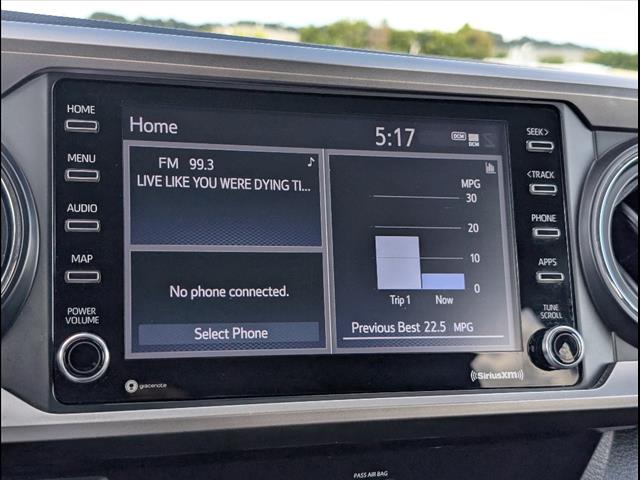 HOME
MENU
AUDIO
MAP
POWER
VOLUME
Home
5:17
DCM
DCM
FM 99.3
LIVE LIKE YOU WERE DYING TI...
No phone connected.
Select Phone
MPG
30
20
10
0
Trip 1
Now
Previous Best 22.5 MPG
SEEK >
< TRACK
PHONE
APPS
TUNE
SCROLL
gracenote
((SiriusXM))
PASS AIR BAG